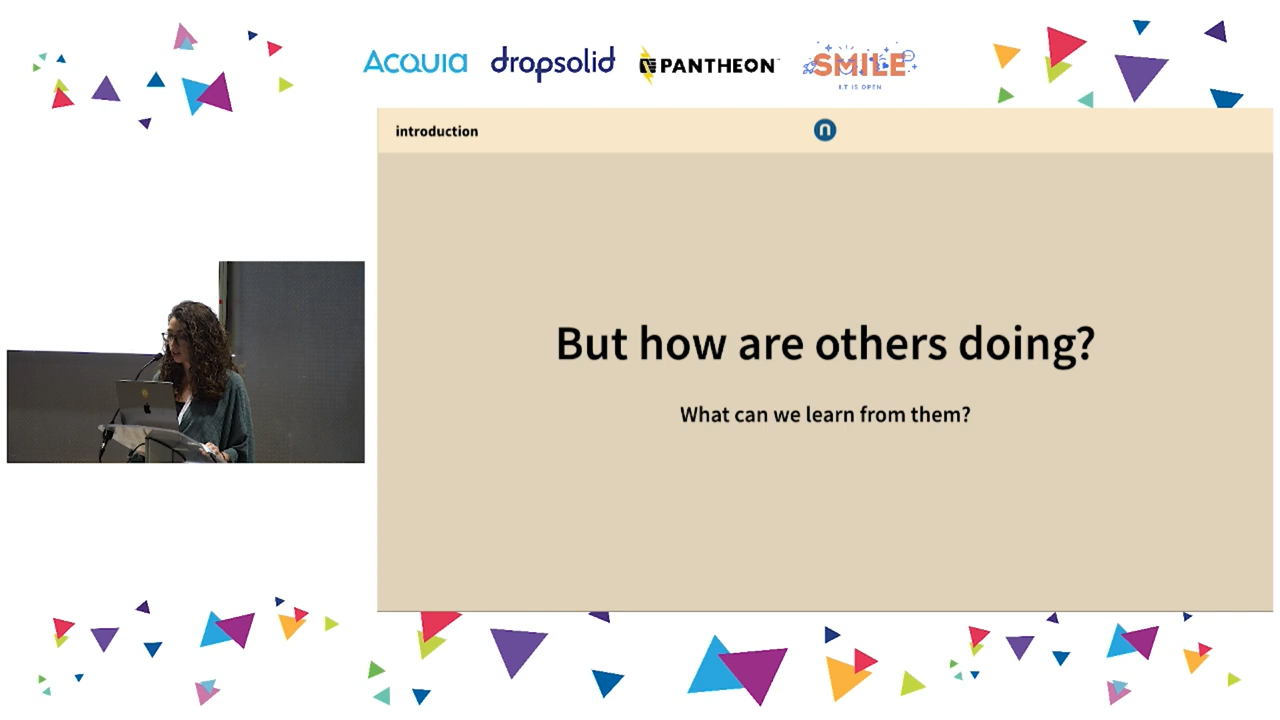 ACQUIA
dropsolid
PANTHEON
SMILE
I.T IS OPEN
introduction
n
But how are others doing?
What can we learn from them?